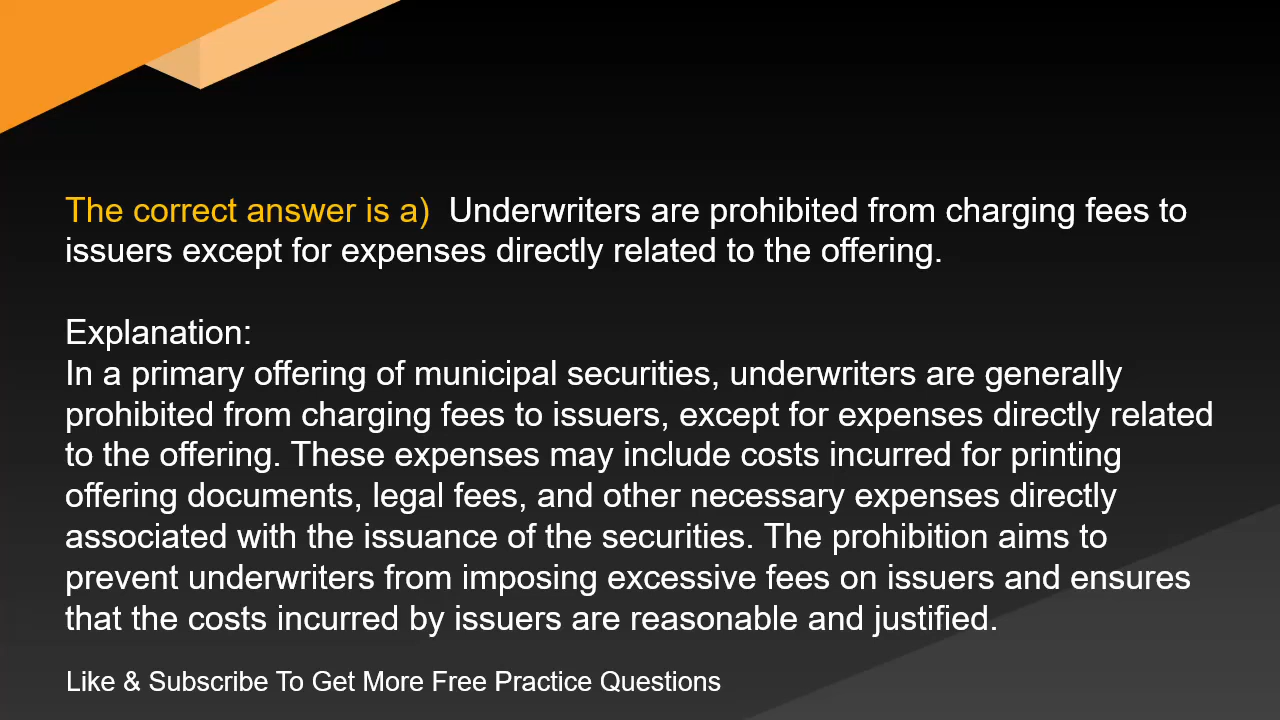 The correct answer is a) Underwriters are prohibited from charging fees to
issuers except for expenses directly related to the offering.
Explanation:
In a primary offering of municipal securities, underwriters are generally
prohibited from charging fees to issuers, except for expenses directly related
to the offering. These expenses may include costs incurred for printing
offering documents, legal fees, and other necessary expenses directly
associated with the issuance of the securities. The prohibition aims to
prevent underwriters from imposing excessive fees on issuers and ensures
that the costs incurred by issuers are reasonable and justified.
Like & Subscribe To Get More Free Practice Questions